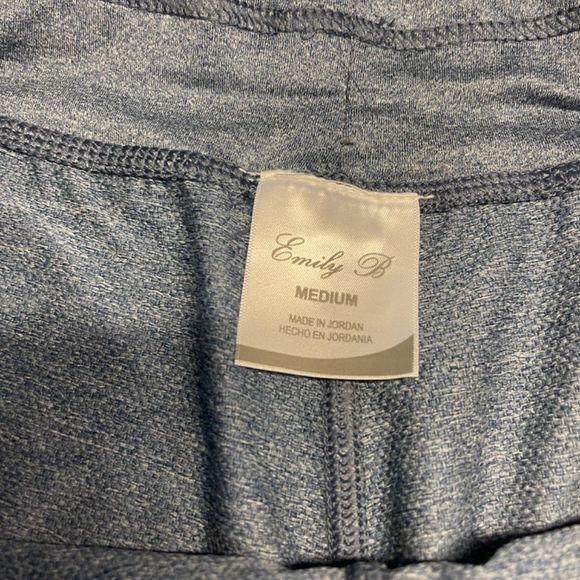 Emily B
MEDIUM
MADE IN JORDAN
HECHO EN JORDANIA